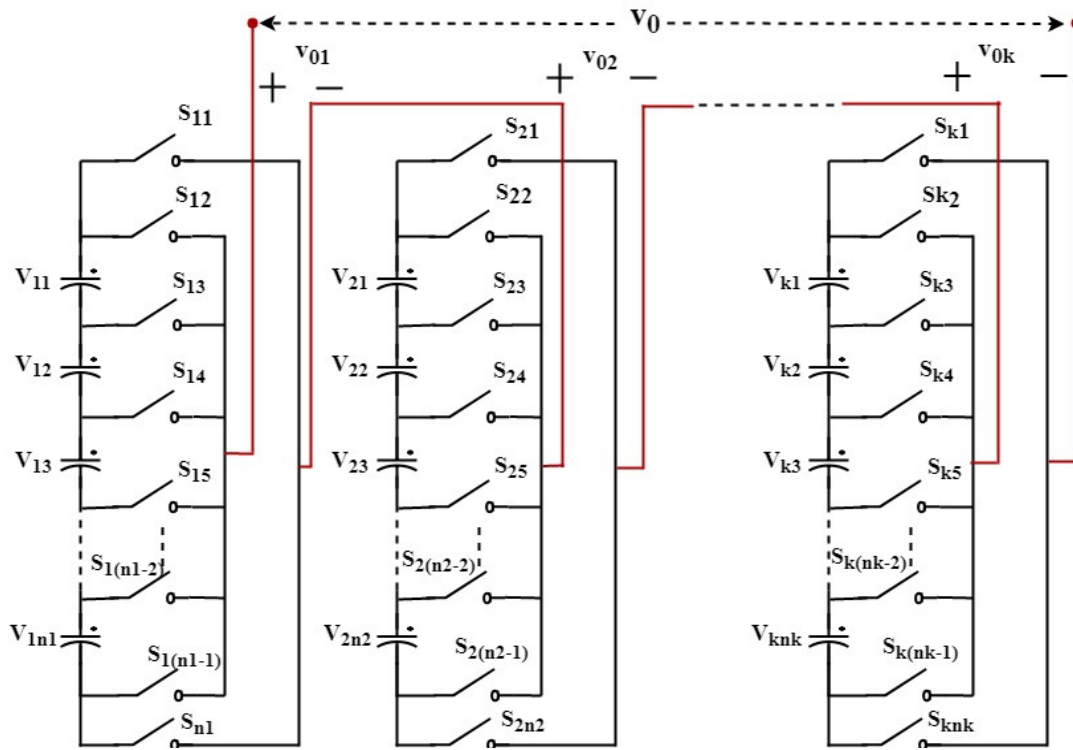 v0
v01 v02 v0k
+ − + − + −
S11 S21 Sk1
S12 S22 Sk2
V11 S13 V21 S23 Vk1 Sk3
V12 S14 V22 S24 Vk2 Sk4
V13 S15 V23 S25 Vk3 Sk5
S1(n1-2) S2(n2-2) Sk(nk-2)
V1n1 V2n2 Vknk
S1(n1-1) S2(n2-1) Sk(nk-1)
Sn1 S2n2 Sknk